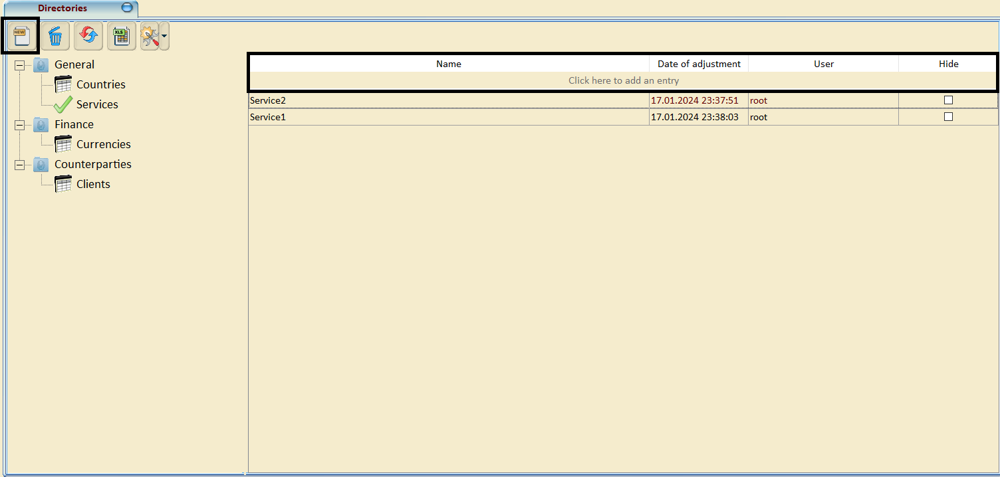 Directories
NEW
XLS
General
Countries
Services
Finance
Currencies
Counterparties
Clients
Name Date of adjustment User Hide
Click here to add an entry
Service2 17.01.2024 23:37:51 root
Service1 17.01.2024 23:38:03 root